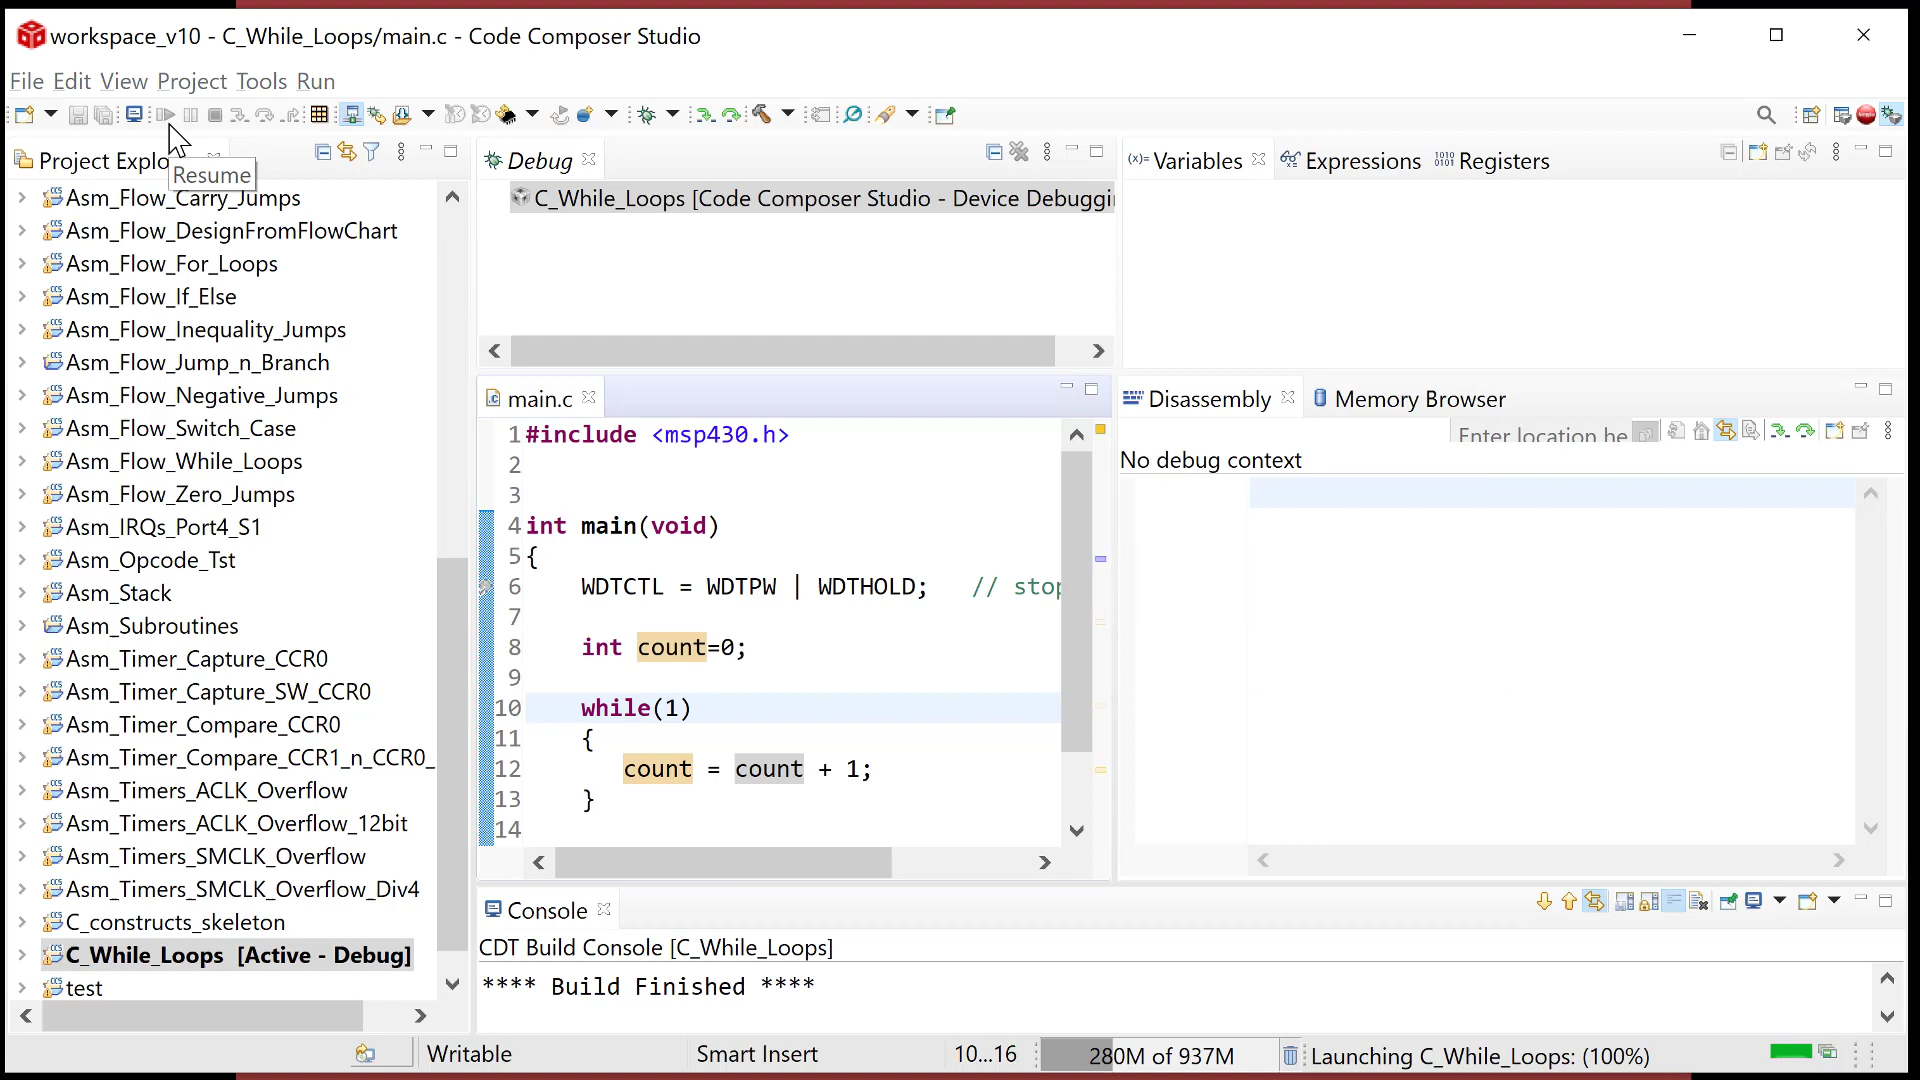 workspace_v10 - C_While_Loops/main.c - Code Composer Studio
File Edit View Project Tools Run
Project Explo
Resume
Asm_Flow_Carry_Jumps
Asm_Flow_DesignFromFlowChart
Asm_Flow_For_Loops
Asm_Flow_If_Else
Asm_Flow_Inequality_Jumps
Asm_Flow_Jump_n_Branch
Asm_Flow_Negative_Jumps
Asm_Flow_Switch_Case
Asm_Flow_While_Loops
Asm_Flow_Zero_Jumps
Asm_IRQs_Port4_S1
Asm_Opcode_Tst
Asm_Stack
Asm_Subroutines
Asm_Timer_Capture_CCR0
Asm_Timer_Capture_SW_CCR0
Asm_Timer_Compare_CCR0
Asm_Timer_Compare_CCR1_n_CCR0_
Asm_Timers_ACLK_Overflow
Asm_Timers_ACLK_Overflow_12bit
Asm_Timers_SMCLK_Overflow
Asm_Timers_SMCLK_Overflow_Div4
C_constructs_skeleton
C_While_Loops [Active - Debug]
test
Debug
C_While_Loops [Code Composer Studio - Device Debuggi
(x)= Variables
Expressions
1010 0101 Registers
main.c
1 #include <msp430.h>
2
3
4 int main(void)
5 {
6 WDTCTL = WDTPW | WDTHOLD; // stop
7
8 int count=0;
9
10 while(1)
11 {
12 count = count + 1;
13 }
14
Disassembly
Memory Browser
Enter location he
No debug context
Console
CDT Build Console [C_While_Loops]
**** Build Finished ****
Writable
Smart Insert
10...16
280M of 937M
Launching C_While_Loops: (100%)